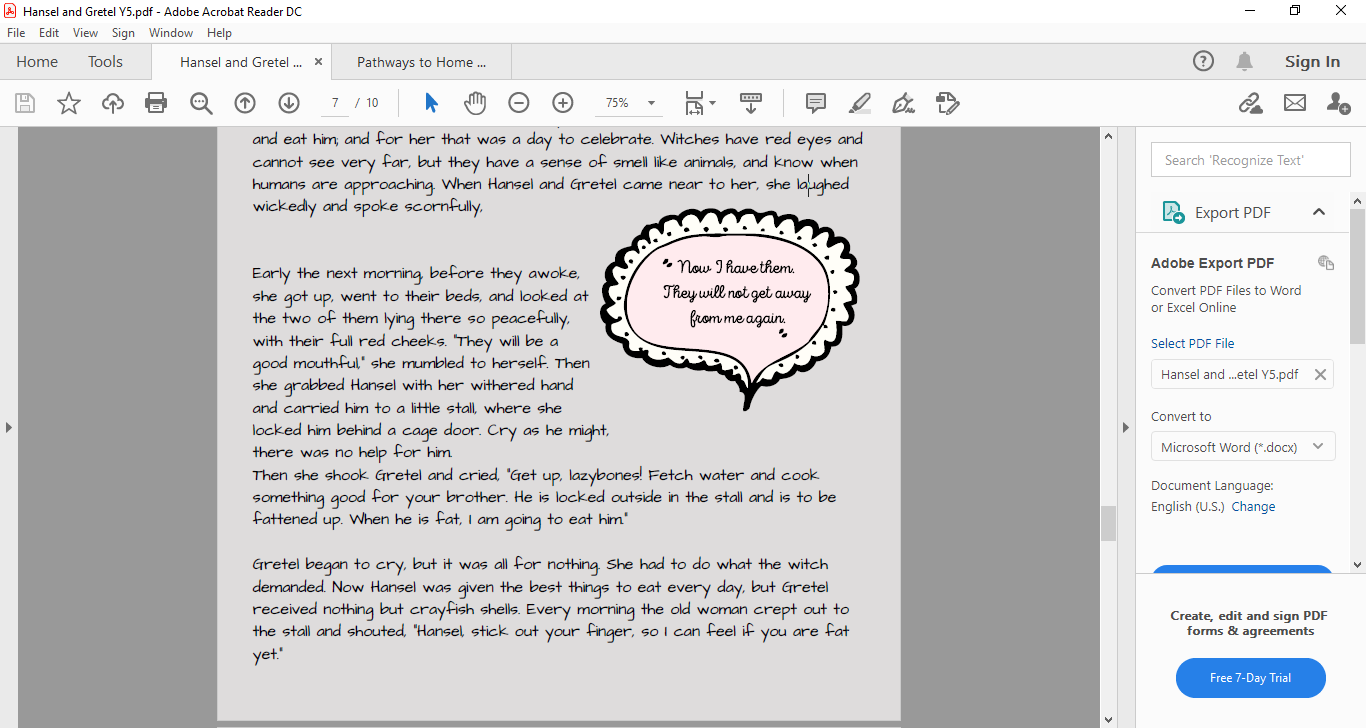 Hansel and Gretel Y5.pdf - Adobe Acrobat Reader DC
File Edit View Sign Window Help
Home Tools Hansel and Gretel ... × Pathways to Home ... Sign In
7 / 10 75%
and eat him; and for her that was a day to celebrate. Witches have red eyes and
cannot see very far, but they have a sense of smell like animals, and know when
humans are approaching. When Hansel and Gretel came near to her, she laughed
wickedly and spoke scornfully,
"Now I have them.
They will not get away
from me again."
Early the next morning, before they awoke,
she got up, went to their beds, and looked at
the two of them lying there so peacefully,
with their full red cheeks. "They will be a
good mouthful," she mumbled to herself. Then
she grabbed Hansel with her withered hand
and carried him to a little stall, where she
locked him behind a cage door. Cry as he might,
there was no help for him.
Then she shook Gretel and cried, "Get up, lazybones! Fetch water and cook
something good for your brother. He is locked outside in the stall and is to be
fattened up. When he is fat, I am going to eat him."
Gretel began to cry, but it was all for nothing. She had to do what the witch
demanded. Now Hansel was given the best things to eat every day, but Gretel
received nothing but crayfish shells. Every morning the old woman crept out to
the stall and shouted, "Hansel, stick out your finger, so I can feel if you are fat
yet."
Search 'Recognize Text'
Export PDF
Adobe Export PDF
Convert PDF Files to Word
or Excel Online
Select PDF File
Hansel and ...etel Y5.pdf
Convert to
Microsoft Word (*.docx)
Document Language:
English (U.S.) Change
Create, edit and sign PDF
forms & agreements
Free 7-Day Trial